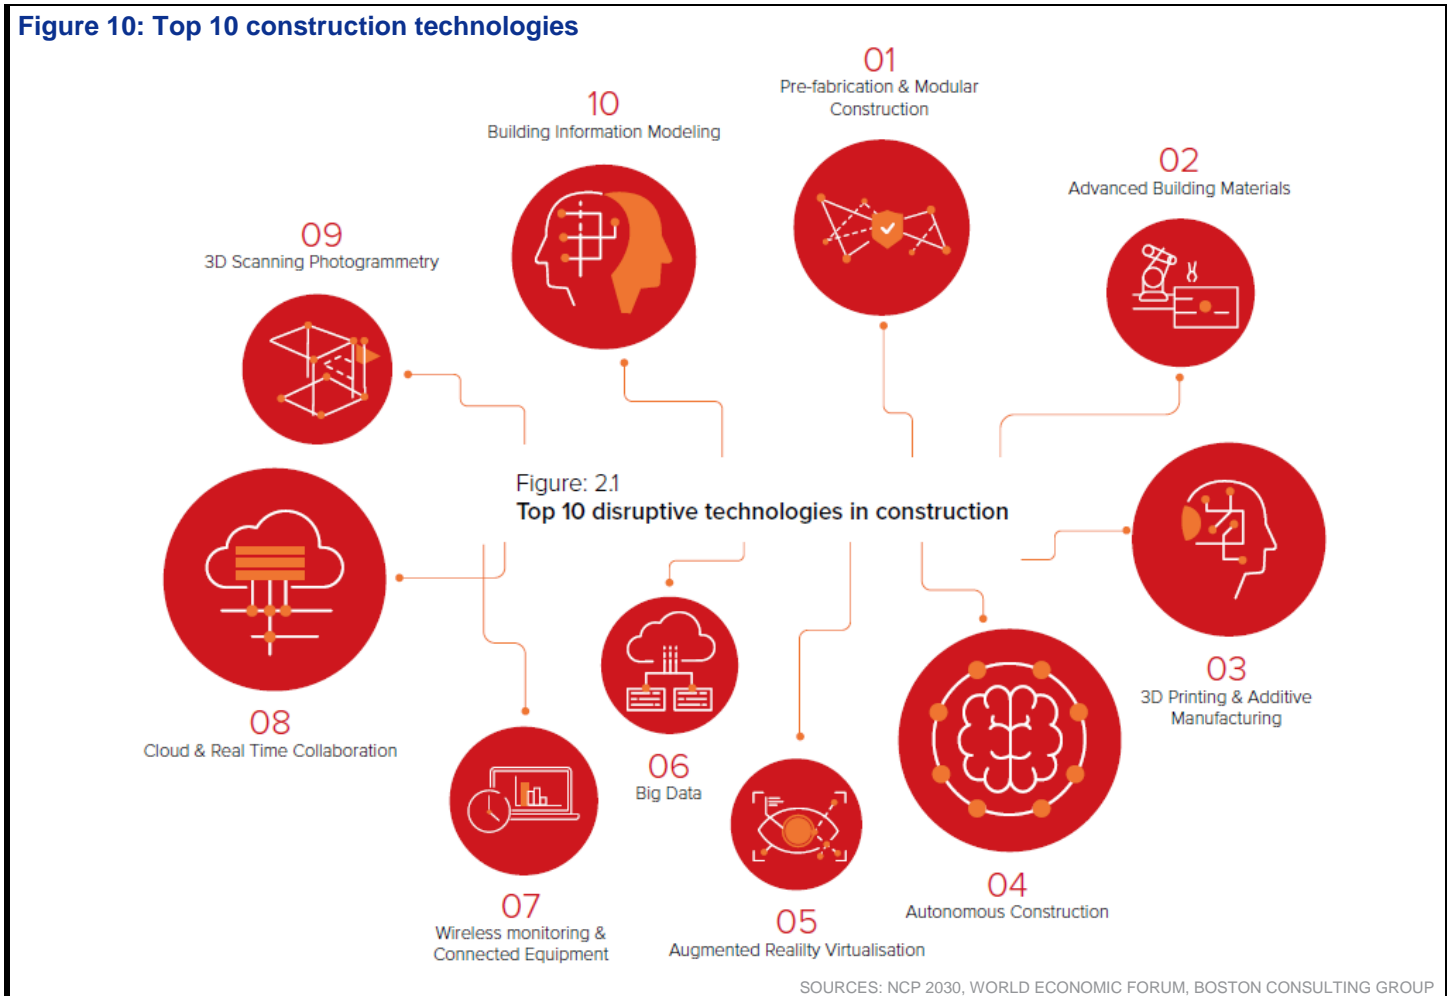 Figure 10: Top 10 construction technologies
01
Pre-fabrication & Modular
Construction
10
Building Information Modeling
02
Advanced Building Materials
09
3D Scanning Photogrammetry
Figure: 2.1
Top 10 disruptive technologies in construction
03
3D Printing & Additive
Manufacturing
08
Cloud & Real Time Collaboration
06
Big Data
04
Autonomous Construction
07
Wireless monitoring &
Connected Equipment
05
Augmented Realilty Virtualisation
SOURCES: NCP 2030, WORLD ECONOMIC FORUM, BOSTON CONSULTING GROUP